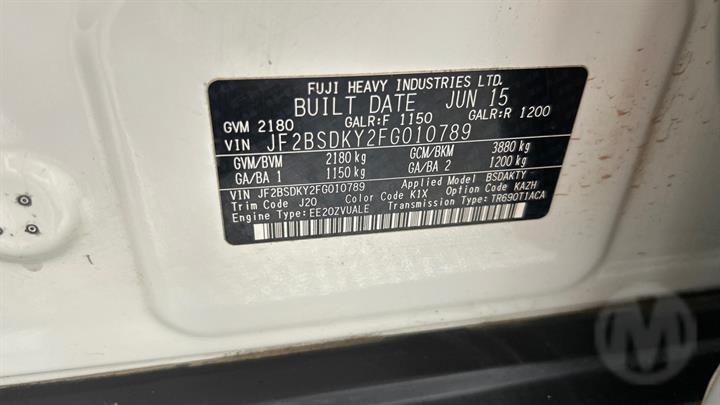 FUJI HEAVY INDUSTRIES LTD.
BUILT DATE JUN 15
GVM 2180 GALR:F 1150 GALR:R 1200
VIN JF2BSDKY2FG010789
GVM/BVM 2180 kg GCM/BKM 3880 kg
GA/BA 1 1150 kg GA/BA 2 1200 kg
VIN JF2BSDKY2FG010789 Applied Model BSDAKTY
Trim Code J20 Color Code K1X Option Code KAZH
Engine Type: EE20ZVUALE Transmission Type: TR690T1ACA
M